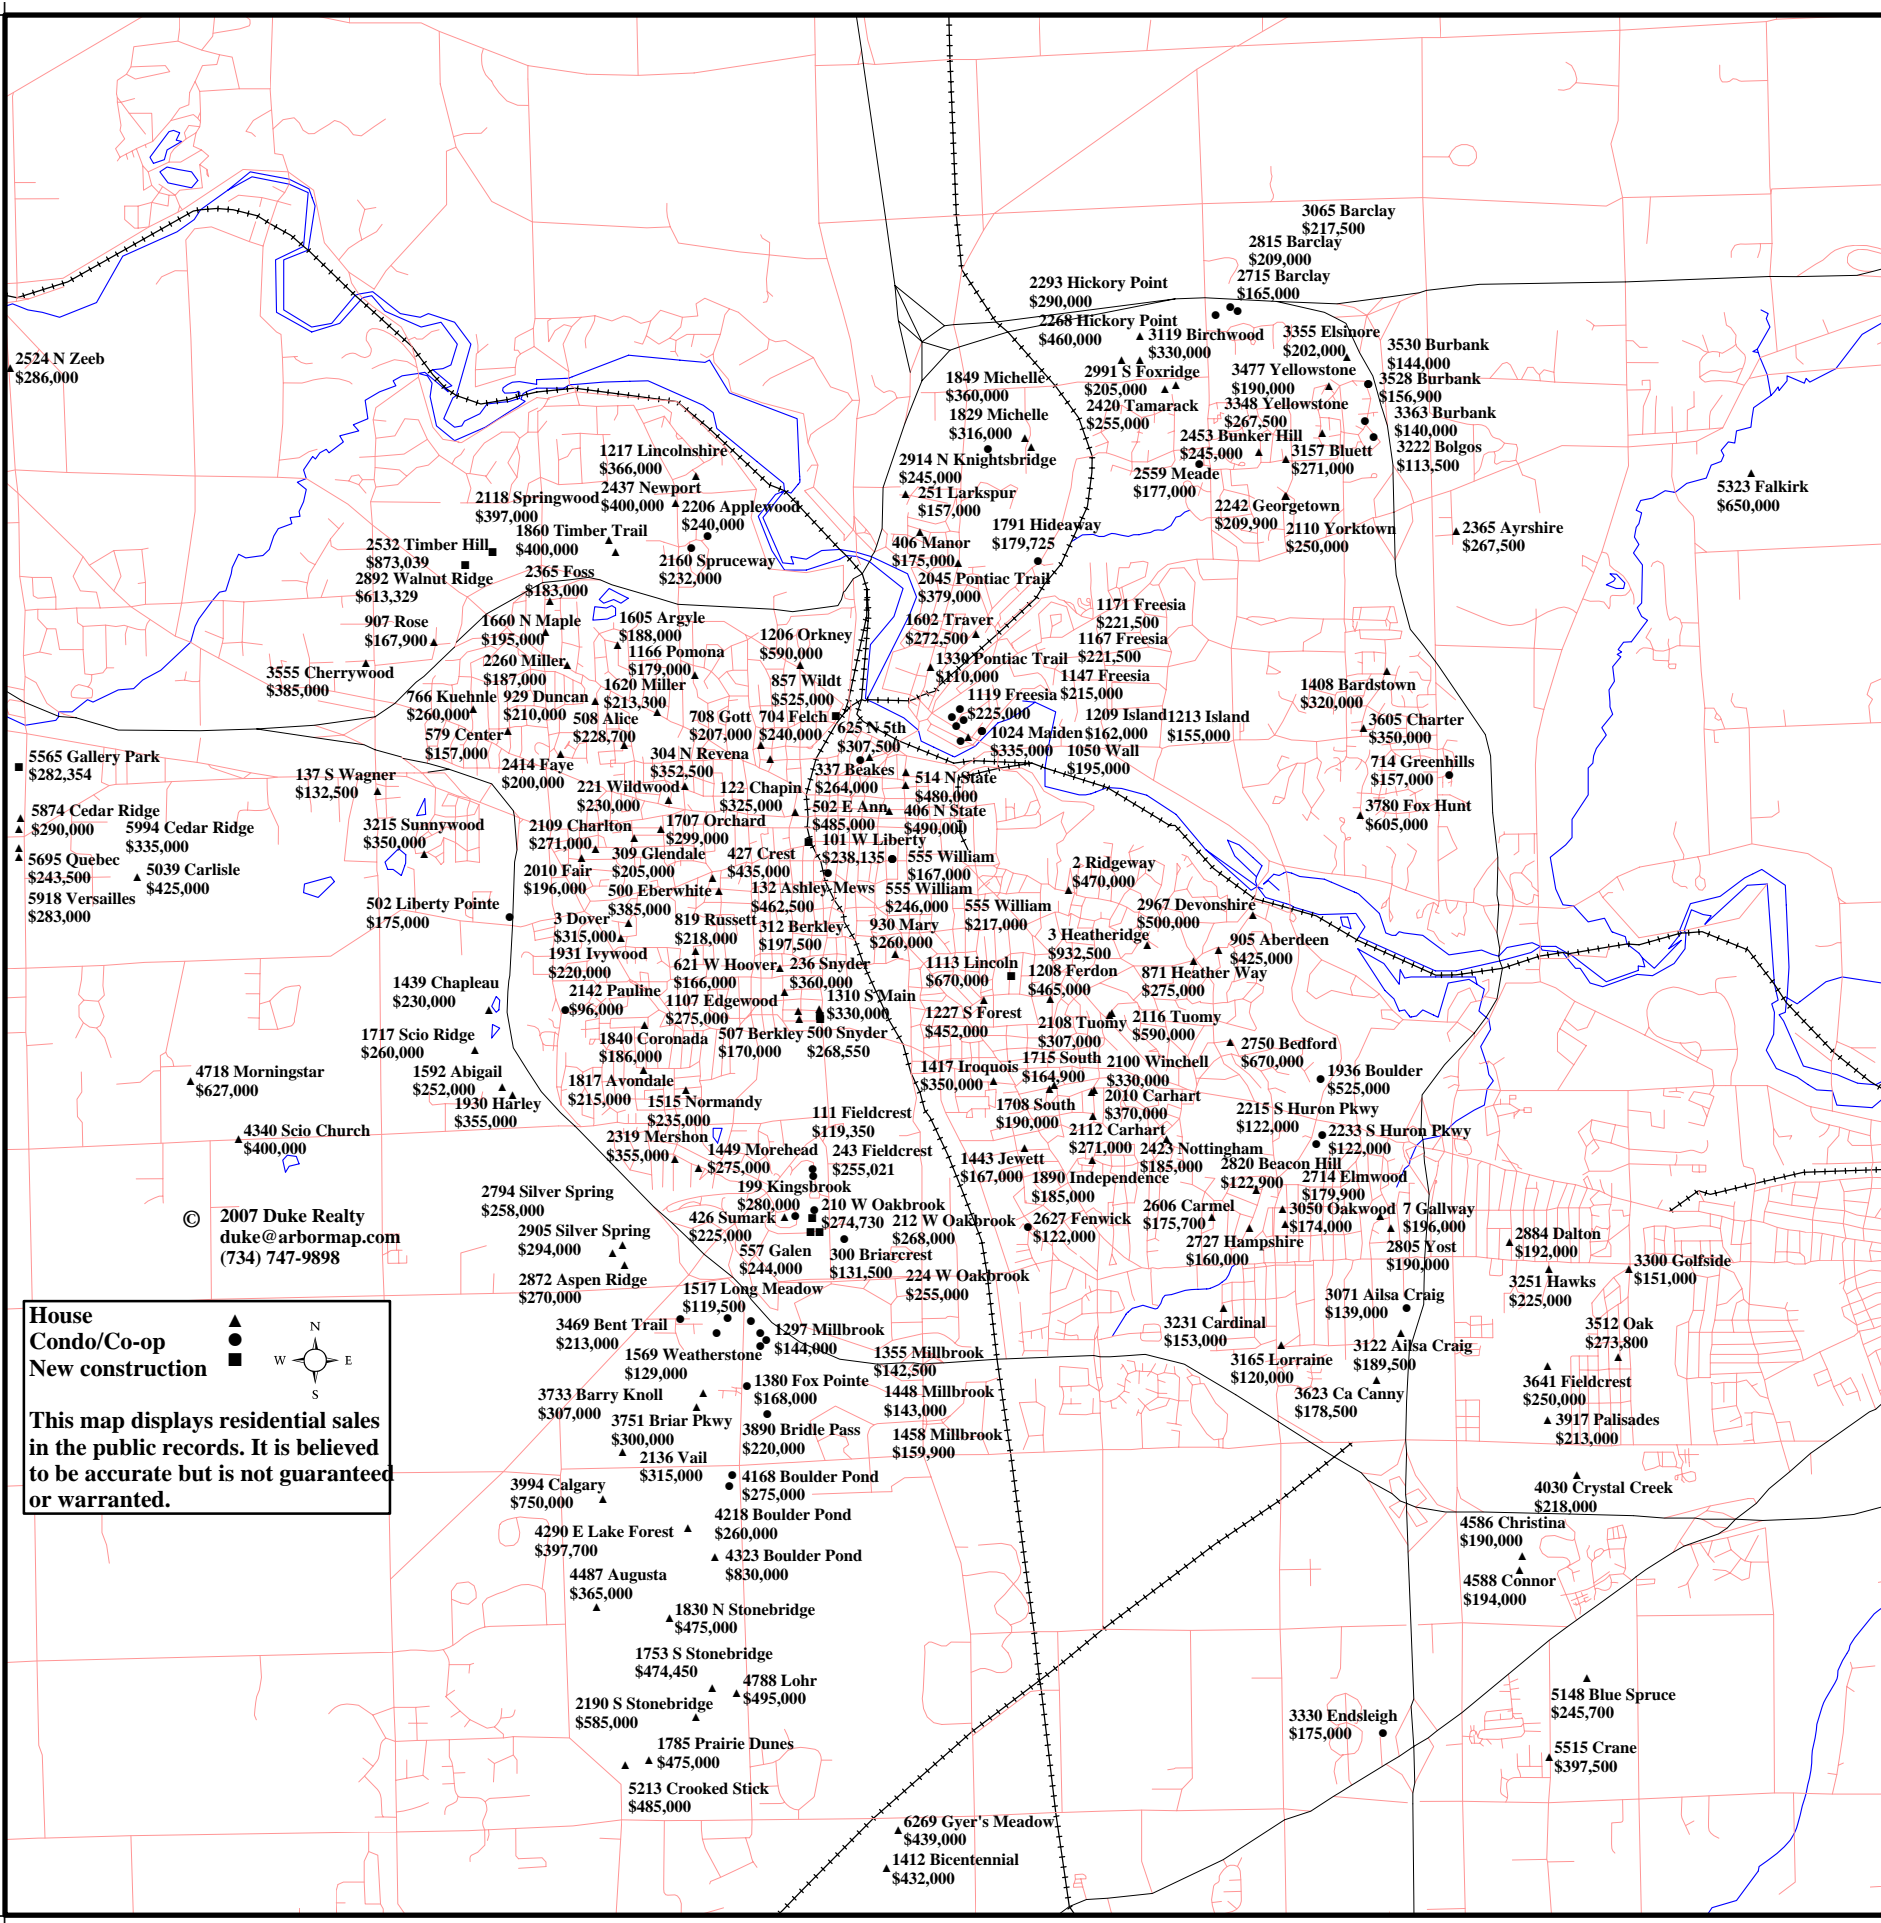 3065 Barclay
$217,500
2815 Barclay
$209,000
2715 Barclay
$165,000
2293 Hickory Point
$290,000
2268 Hickory Point
$460,000
3119 Birchwood
$330,000
3355 Elsinore
$202,000
3530 Burbank
$144,000
2524 N Zeeb
$286,000
1849 Michelle
$360,000
2991 S Foxridge
$205,000
3477 Yellowstone
$190,000
3528 Burbank
$156,900
1829 Michelle
$316,000
2420 Tamarack
$255,000
3348 Yellowstone
$267,500
3363 Burbank
$140,000
2453 Bunker Hill
$245,000
3157 Bluett
$271,000
3222 Bolgos
$113,500
1217 Lincolnshire
$366,000
2914 N Knightsbridge
$245,000
2559 Meade
$177,000
2437 Newport
$400,000
251 Larkspur
$157,000
5323 Falkirk
$650,000
2118 Springwood
$397,000
2206 Applewood
$240,000
2242 Georgetown
$209,900
1860 Timber Trail
$400,000
1791 Hideaway
$179,725
2110 Yorktown
$250,000
2365 Ayrshire
$267,500
2532 Timber Hill
$873,039
406 Manor
$175,000
2160 Spruceway
$232,000
2892 Walnut Ridge
$613,329
2365 Foss
$183,000
2045 Pontiac Trail
$379,000
1171 Freesia
$221,500
907 Rose
$167,900
1660 N Maple
$195,000
1605 Argyle
$188,000
1602 Traver
$272,500
1206 Orkney
$590,000
1167 Freesia
$221,500
1166 Pomona
$179,000
3555 Cherrywood
$385,000
2260 Miller
$187,000
1330 Pontiac Trail
$110,000
1147 Freesia
$215,000
857 Wildt
$525,000
1408 Bardstown
$320,000
1620 Miller
$213,300
766 Kuehnle
$260,000
929 Duncan
$210,000
1119 Freesia
$225,000
508 Alice
$228,700
708 Gott
$207,000
704 Felch
$240,000
1209 Island
$162,000
1213 Island
$155,000
3605 Charter
$350,000
579 Center
$157,000
625 N 5th
$307,500
1024 Maiden
$335,000
5565 Gallery Park
$282,354
304 N Revena
$352,500
1050 Wall
$195,000
2414 Faye
$200,000
714 Greenhills
$157,000
137 S Wagner
$132,500
337 Beakes
$264,000
514 N State
$480,000
221 Wildwood
$230,000
122 Chapin
$325,000
5874 Cedar Ridge
$290,000
502 E Ann
$485,000
406 N State
$490,000
3780 Fox Hunt
$605,000
5994 Cedar Ridge
$335,000
3215 Sunnywood
$350,000
2109 Charlton
$271,000
1707 Orchard
$299,000
101 W Liberty
$238,135
5695 Quebec
$243,500
309 Glendale
$205,000
427 Crest
$435,000
555 William
$167,000
2 Ridgeway
$470,000
5039 Carlisle
$425,000
2010 Fair
$196,000
500 Eberwhite
$385,000
132 Ashley Mews
$462,500
555 William
$246,000
5918 Versailles
$283,000
502 Liberty Pointe
$175,000
555 William
$217,000
2967 Devonshire
$500,000
3 Dover
$315,000
819 Russett
$218,000
312 Berkley
$197,500
930 Mary
$260,000
3 Heatheridge
$932,500
905 Aberdeen
$425,000
1931 Ivywood
$220,000
621 W Hoover
$166,000
236 Snyder
$360,000
1113 Lincoln
$670,000
1208 Ferdon
$465,000
871 Heather Way
$275,000
1439 Chapleau
$230,000
2142 Pauline
$96,000
1107 Edgewood
$275,000
1310 S Main
$330,000
1227 S Forest
$452,000
2108 Tuomy
$307,000
2116 Tuomy
$590,000
1717 Scio Ridge
$260,000
1840 Coronada
$186,000
507 Berkley
$170,000
500 Snyder
$268,550
2750 Bedford
$670,000
4718 Morningstar
$627,000
1592 Abigail
$252,000
1817 Avondale
$215,000
1417 Iroquois
$350,000
1715 South
$164,900
2100 Winchell
$330,000
1936 Boulder
$525,000
1930 Harley
$355,000
1515 Normandy
$235,000
1708 South
$190,000
2010 Carhart
$370,000
111 Fieldcrest
$119,350
2215 S Huron Pkwy
$122,000
4340 Scio Church
$400,000
2319 Mershon
$355,000
2112 Carhart
$271,000
2233 S Huron Pkwy
$122,000
1449 Morehead
$275,000
243 Fieldcrest
$255,021
1443 Jewett
$167,000
2423 Nottingham
$185,000
2820 Beacon Hill
$122,900
1890 Independence
$185,000
2714 Elmwood
$179,900
2794 Silver Spring
$258,000
199 Kingsbrook
$280,000
210 W Oakbrook
$274,730
2606 Carmel
$175,700
3050 Oakwood
$174,000
7 Gallway
$196,000
©
2007 Duke Realty
duke@arbormap.com
(734) 747-9898
426 Sumark
$225,000
212 W Oakbrook
$268,000
2627 Fenwick
$122,000
2905 Silver Spring
$294,000
2727 Hampshire
$160,000
2884 Dalton
$192,000
557 Galen
$244,000
300 Briarcrest
$131,500
2805 Yost
$190,000
3300 Golfside
$151,000
2872 Aspen Ridge
$270,000
224 W Oakbrook
$255,000
3251 Hawks
$225,000
1517 Long Meadow
$119,500
3071 Ailsa Craig
$139,000
3469 Bent Trail
$213,000
3231 Cardinal
$153,000
3512 Oak
$273,800
1297 Millbrook
$144,000
3122 Ailsa Craig
$189,500
1569 Weatherstone
$129,000
1355 Millbrook
$142,500
3165 Lorraine
$120,000
1380 Fox Pointe
$168,000
3641 Fieldcrest
$250,000
3733 Barry Knoll
$307,000
1448 Millbrook
$143,000
3623 Ca Canny
$178,500
3751 Briar Pkwy
$300,000
3890 Bridle Pass
$220,000
3917 Palisades
$213,000
1458 Millbrook
$159,900
2136 Vail
$315,000
House
Condo/Co-op
New construction
N
W
E
S
This map displays residential sales
in the public records. It is believed
to be accurate but is not guaranteed
or warranted.
3994 Calgary
$750,000
4168 Boulder Pond
$275,000
4030 Crystal Creek
$218,000
4218 Boulder Pond
$260,000
4290 E Lake Forest
$397,700
4586 Christina
$190,000
4323 Boulder Pond
$830,000
4487 Augusta
$365,000
4588 Connor
$194,000
1830 N Stonebridge
$475,000
1753 S Stonebridge
$474,450
4788 Lohr
$495,000
5148 Blue Spruce
$245,700
2190 S Stonebridge
$585,000
3330 Endsleigh
$175,000
1785 Prairie Dunes
$475,000
5515 Crane
$397,500
5213 Crooked Stick
$485,000
6269 Gyer's Meadow
$439,000
1412 Bicentennial
$432,000